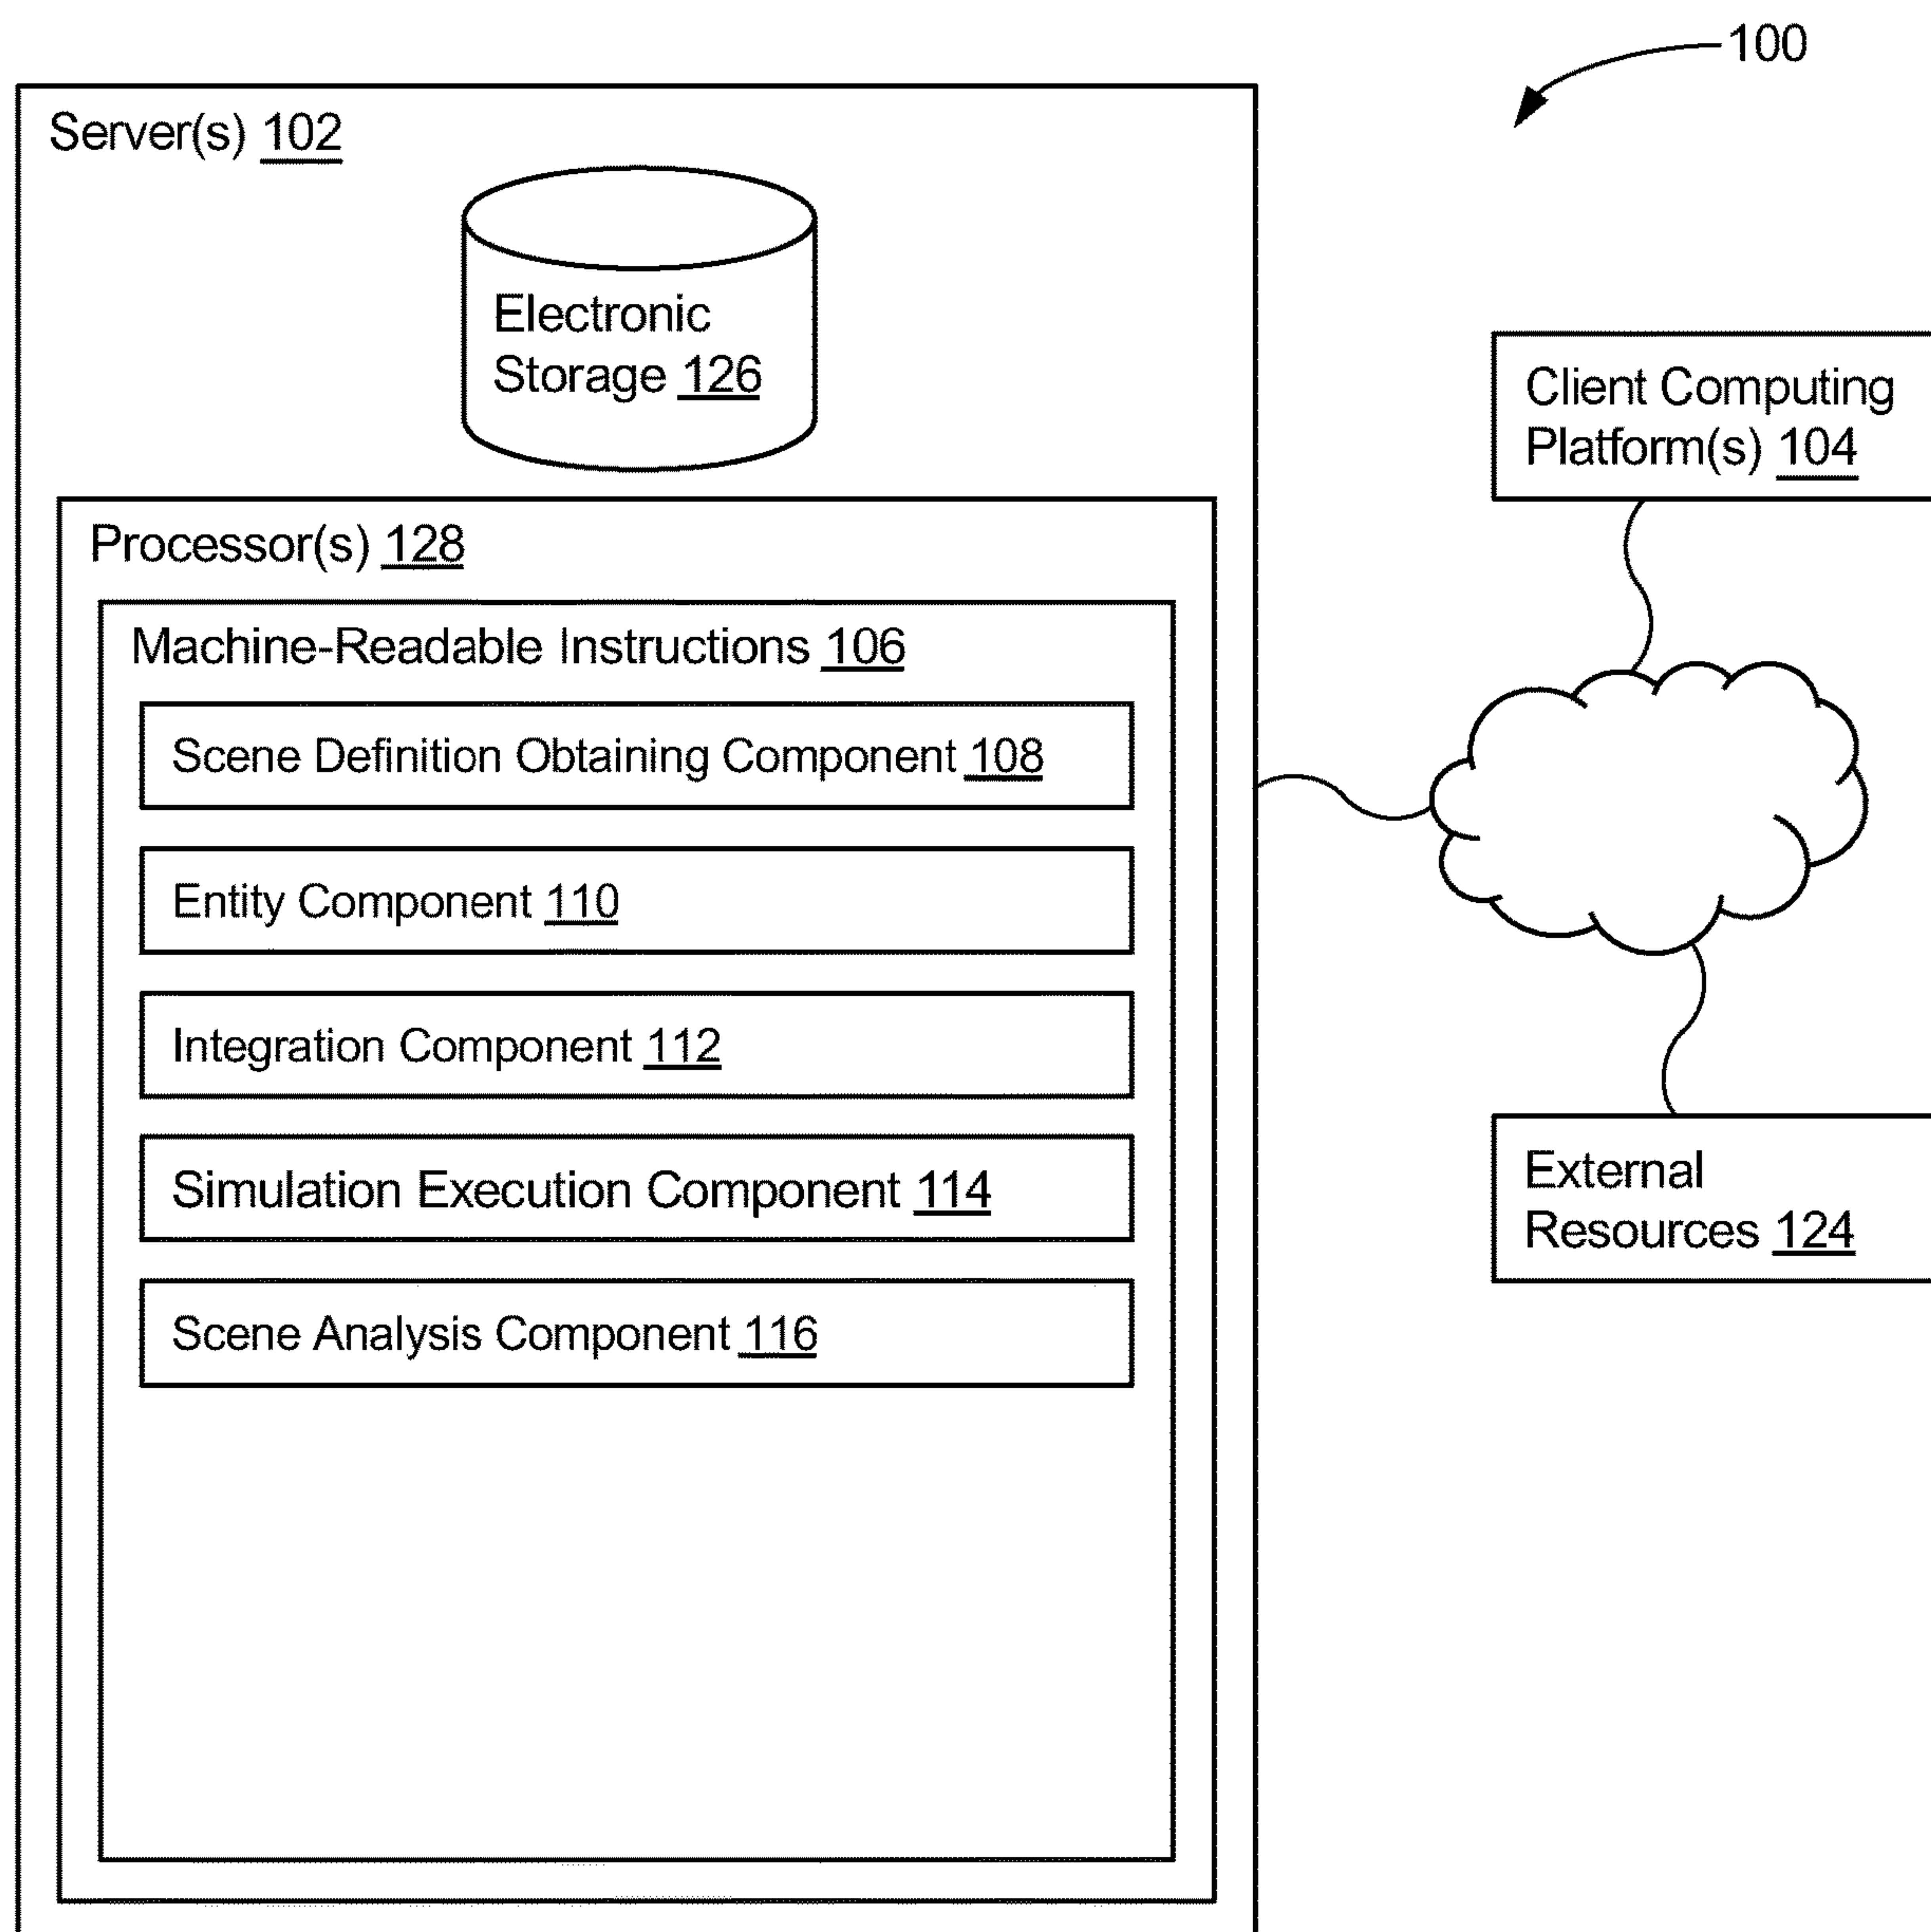 100
Server(s) 102
Electronic
Storage 126
Client Computing
Platform(s) 104
Processor(s) 128
Machine-Readable Instructions 106
Scene Definition Obtaining Component 108
Entity Component 110
Integration Component 112
Simulation Execution Component 114
Scene Analysis Component 116
External
Resources 124